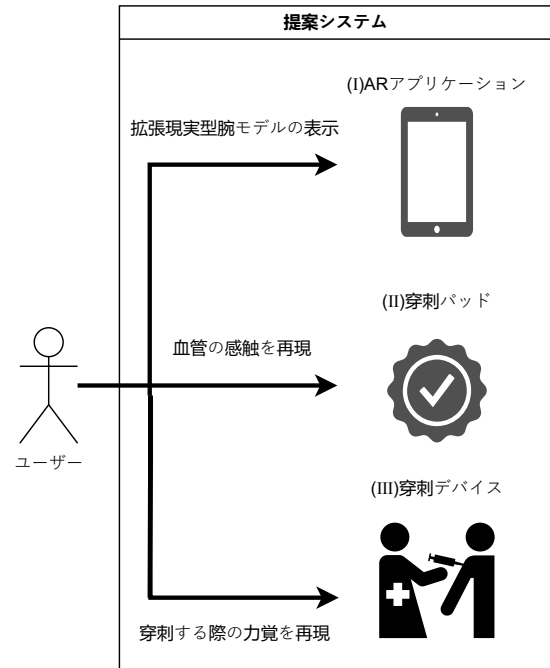 提案システム
(I)ARアプリケーション
拡張現実型腕モデルの表示
(II)穿刺パッド
血管の感触を再現
ユーザー
(III)穿刺デバイス
穿刺する際の力覚を再現